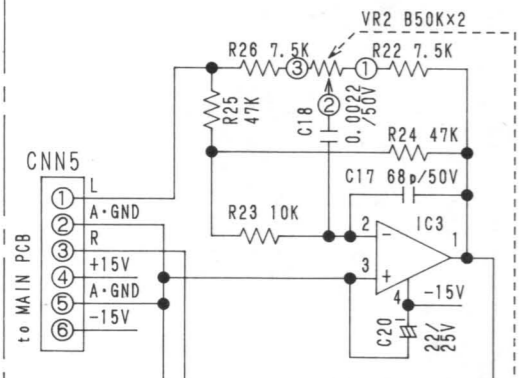 VR2 B50K×2
R26 7.5K
③
①
R22 7.5K
②
R25
47K
C18
0.0022
/50V
R24 47K
C17 68p/50V
CNN5
to MAIN PCB
① L
② A·GND
③ R
④ +15V
⑤ A·GND
⑥ -15V
R23 10K
IC3
2
-
3
+
1
4
-15V
C20
22/
25V